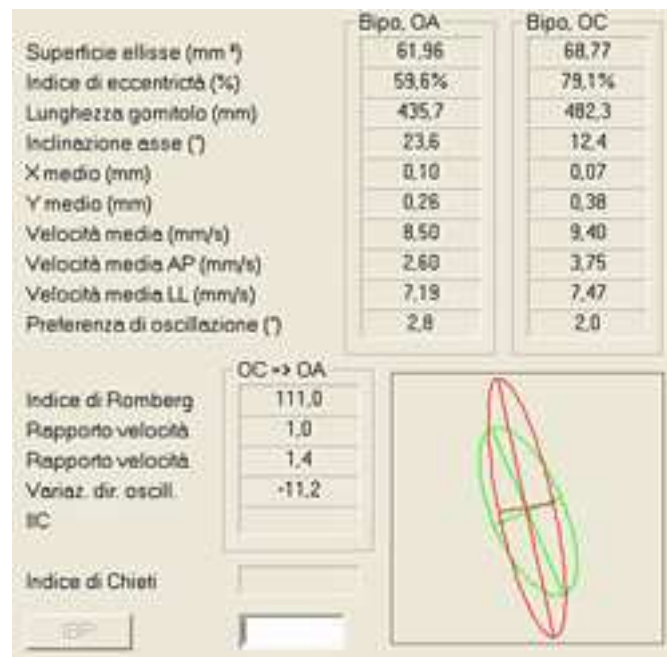 Bipo, OA Bipo, OC
Superficie ellisse (mm ²) 61,96 68,77
Indice di eccentrictà (%) 59,6% 79,1%
Lunghezza gomitolo (mm) 435,7 482,3
Inclinazione asse (°) 23,6 12,4
X medio (mm) 0,10 0,07
Y medio (mm) 0,26 0,38
Velocità media (mm/s) 8,50 9,40
Velocità media AP (mm/s) 2,60 3,75
Velocità media LL (mm/s) 7,19 7,47
Preferenza di oscillazione (°) 2,8 2,0
OC => OA
Indice di Romberg 111,0
Rapporto velocità 1,0
Rapporto velocità 1,4
Variaz. dir. oscill. -11,2
IIC
Indice di Chieti